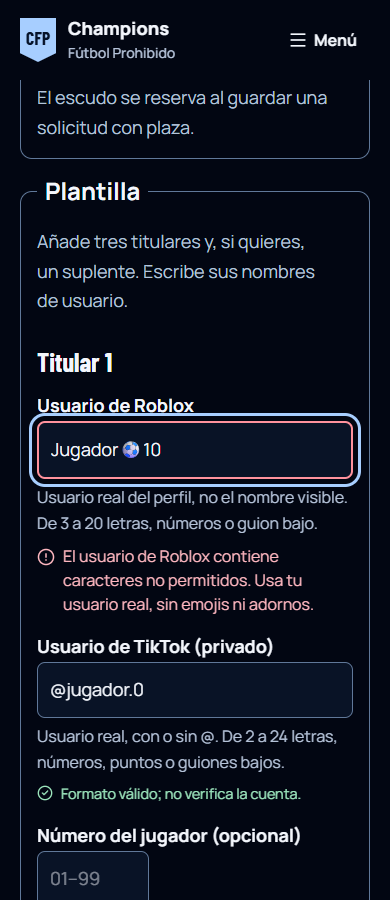 CFP
Champions
Fútbol Prohibido
Menú
El escudo se reserva al guardar una
solicitud con plaza.
Plantilla
Añade tres titulares y, si quieres,
un suplente. Escribe sus nombres
de usuario.
Titular 1
Usuario de Roblox
Jugador ⚽ 10
Usuario real del perfil, no el nombre visible.
De 3 a 20 letras, números o guion bajo.
El usuario de Roblox contiene
caracteres no permitidos. Usa tu
usuario real, sin emojis ni adornos.
Usuario de TikTok (privado)
@jugador.0
Usuario real, con o sin @. De 2 a 24 letras,
números, puntos o guiones bajos.
Formato válido; no verifica la cuenta.
Número del jugador (opcional)
01–99